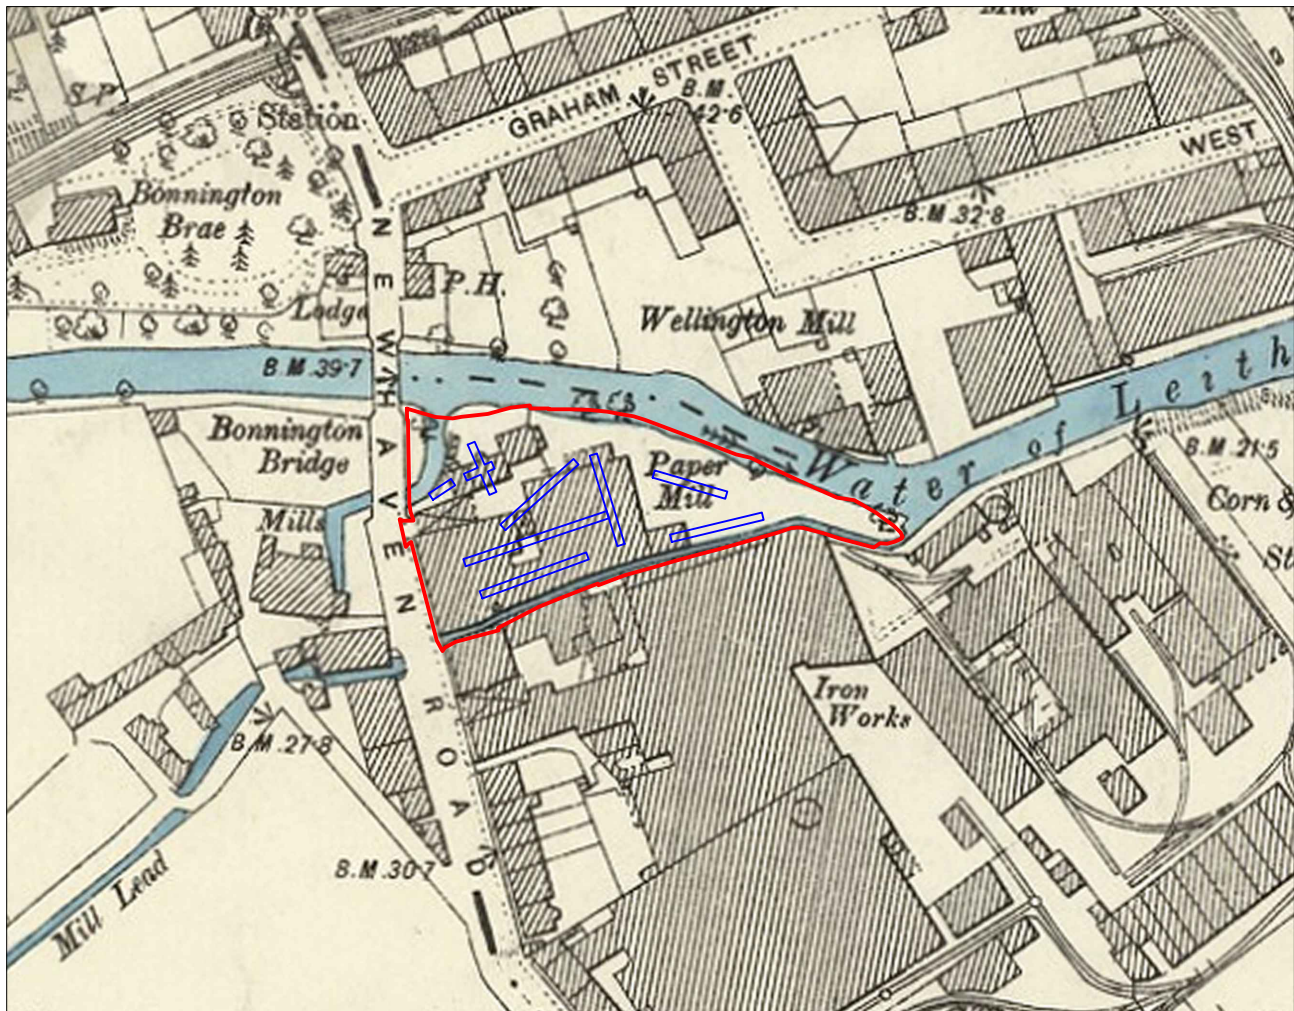 S.P.
Station
GRAHAM STREET
B.M.
42·6
WEST
Bonnington
Brae
B.M.32·8
P.H.
Lodge
Wellington Mill
B.M.39·7
Water of Leith
Bonnington
Bridge
Paper
Mill
B.M.21·5
Corn &
Mills
St
NEWHAVEN ROAD
Iron
Works
B.M.27·8
B.M.30·7
Mill Lead